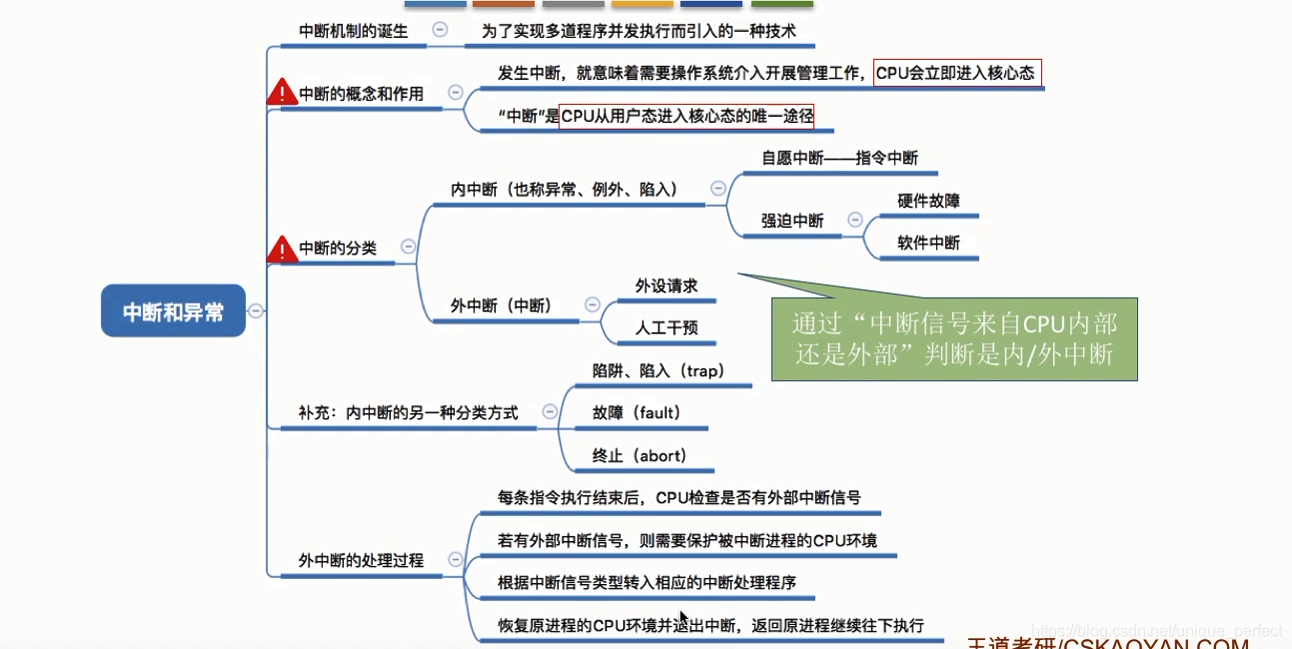 中断机制的诞生
为了实现多道程序并发执行而引入的一种技术
中断的概念和作用
发生中断，就意味着需要操作系统介入开展管理工作，CPU会立即进入核心态
“中断”是CPU从用户态进入核心态的唯一途径
中断和异常
中断的分类
内中断（也称异常、例外、陷入）
自愿中断——指令中断
强迫中断
硬件故障
软件中断
外中断（中断）
外设请求
人工干预
通过“中断信号来自CPU内部
还是外部”判断是内/外中断
补充：内中断的另一种分类方式
陷阱、陷入（trap）
故障（fault）
终止（abort）
外中断的处理过程
每条指令执行结束后，CPU检查是否有外部中断信号
若有外部中断信号，则需要保护被中断进程的CPU环境
根据中断信号类型转入相应的中断处理程序
恢复原进程的CPU环境并退出中断，返回原进程继续往下执行
https://blog.csdn.net/unique_perfect
王道考研/CSKAOYAN.COM